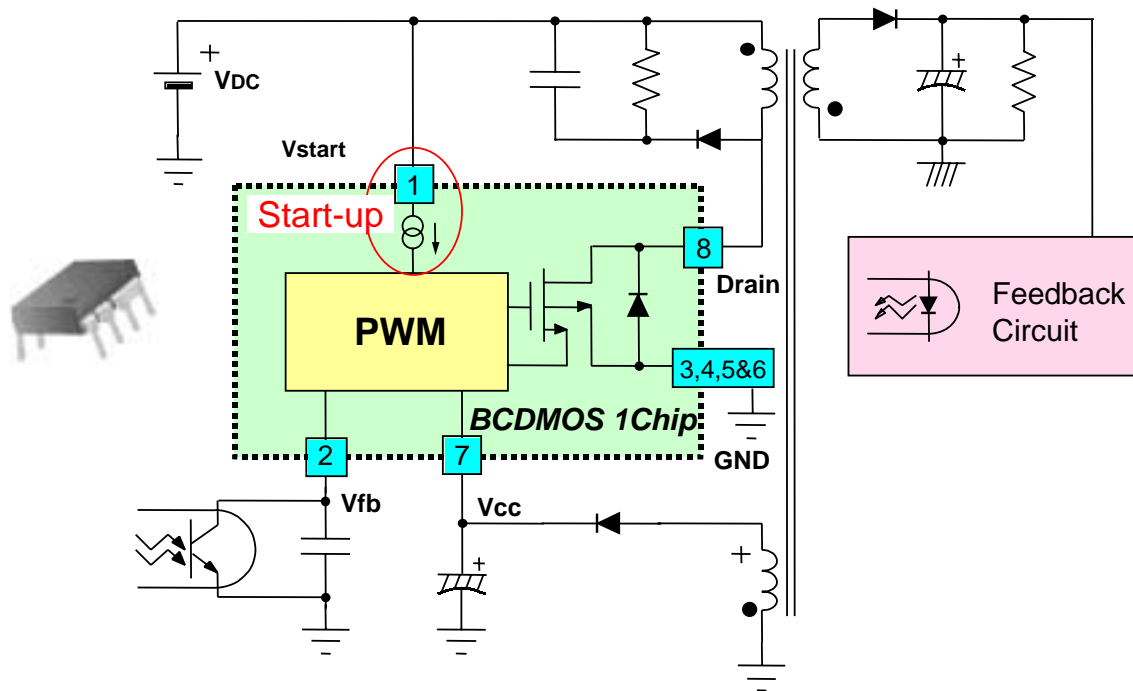 +
VDC
Vstart
1
Start-up
8
Drain
PWM
3,4,5&6
BCDMOS 1Chip
GND
2
7
Vfb
Vcc
+
+
+
Feedback
Circuit